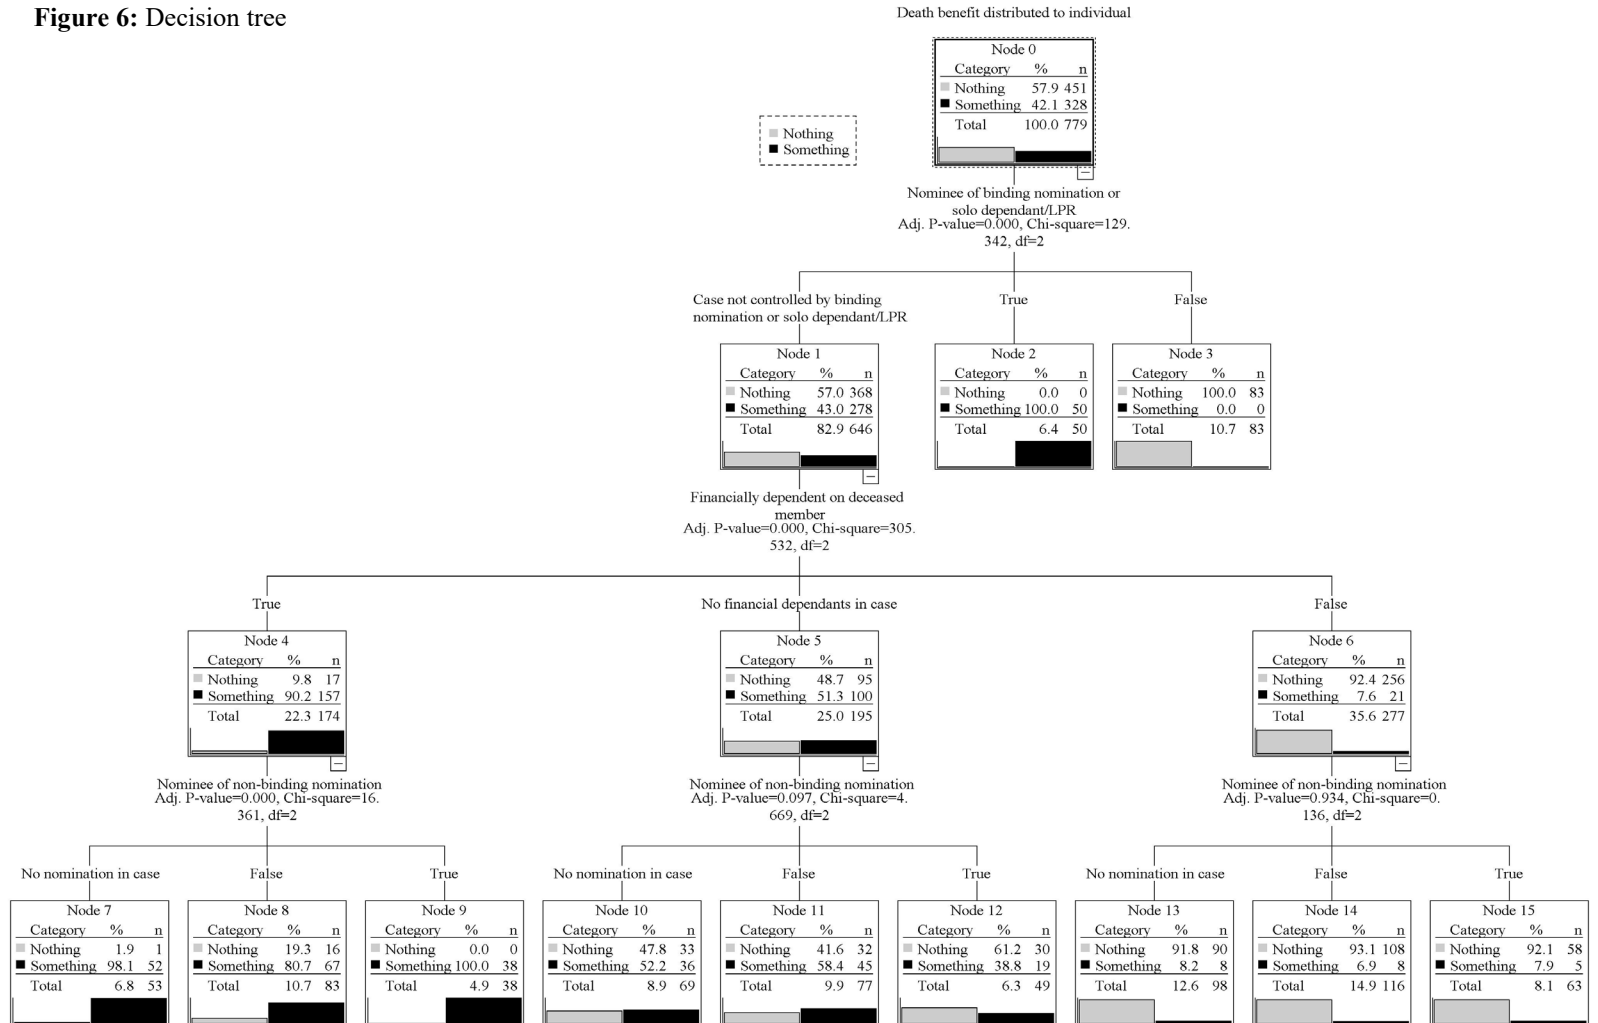 Figure 6: Decision tree
Death benefit distributed to individual
Node 0
Category % n
Nothing 57.9 451
Something 42.1 328
Total 100.0 779
Nothing
Something
Nominee of binding nomination or
solo dependant/LPR
Adj. P-value=0.000, Chi-square=129.
342, df=2
Case not controlled by binding
nomination or solo dependant/LPR
True
False
Node 1
Category % n
Nothing 57.0 368
Something 43.0 278
Total 82.9 646
Node 2
Category % n
Nothing 0.0 0
Something 100.0 50
Total 6.4 50
Node 3
Category % n
Nothing 100.0 83
Something 0.0 0
Total 10.7 83
Financially dependent on deceased
member
Adj. P-value=0.000, Chi-square=305.
532, df=2
True
No financial dependants in case
False
Node 4
Category % n
Nothing 9.8 17
Something 90.2 157
Total 22.3 174
Node 5
Category % n
Nothing 48.7 95
Something 51.3 100
Total 25.0 195
Node 6
Category % n
Nothing 92.4 256
Something 7.6 21
Total 35.6 277
Nominee of non-binding nomination
Adj. P-value=0.000, Chi-square=16.
361, df=2
Nominee of non-binding nomination
Adj. P-value=0.097, Chi-square=4.
669, df=2
Nominee of non-binding nomination
Adj. P-value=0.934, Chi-square=0.
136, df=2
No nomination in case
False
True
No nomination in case
False
True
No nomination in case
False
True
Node 7
Category % n
Nothing 1.9 1
Something 98.1 52
Total 6.8 53
Node 8
Category % n
Nothing 19.3 16
Something 80.7 67
Total 10.7 83
Node 9
Category % n
Nothing 0.0 0
Something 100.0 38
Total 4.9 38
Node 10
Category % n
Nothing 47.8 33
Something 52.2 36
Total 8.9 69
Node 11
Category % n
Nothing 41.6 32
Something 58.4 45
Total 9.9 77
Node 12
Category % n
Nothing 61.2 30
Something 38.8 19
Total 6.3 49
Node 13
Category % n
Nothing 91.8 90
Something 8.2 8
Total 12.6 98
Node 14
Category % n
Nothing 93.1 108
Something 6.9 8
Total 14.9 116
Node 15
Category % n
Nothing 92.1 58
Something 7.9 5
Total 8.1 63